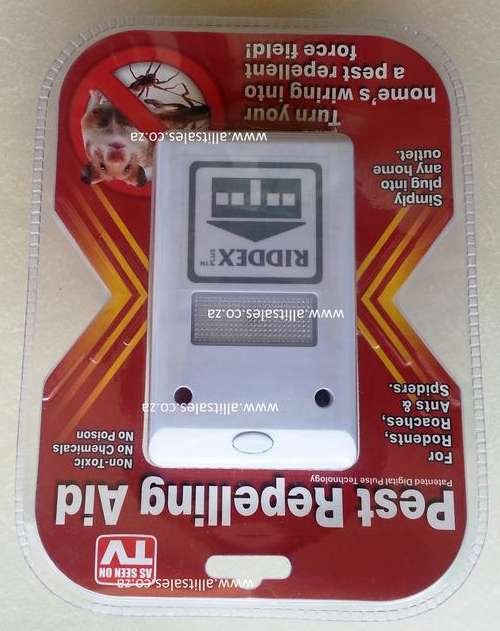 AS SEEN ON
TV
www.allitsales.co.za
Pest Repelling Aid
Patented Digital Pulse Technology
For
Rodents,
Roaches,
Ants &
Spiders.
Non-Toxic
No Chemicals
No Poison
www.allitsales.co.za
www.allitsales.co.za
RIDDEX
Simply
plug into
any home
outlet.
www.allitsales.co.za
Turn your
home's wiring into
a pest repellent
force field!